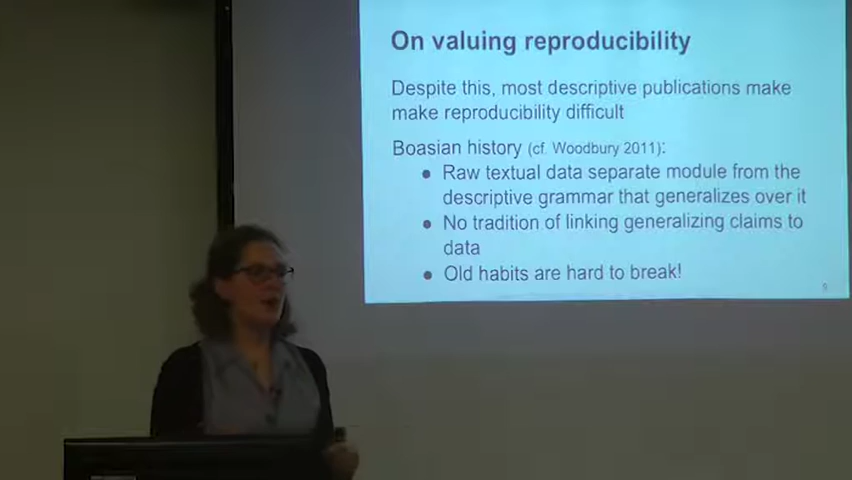 On valuing reproducibility
Despite this, most descriptive publications make
make reproducibility difficult
Boasian history (cf. Woodbury 2011):
● Raw textual data separate module from the
descriptive grammar that generalizes over it
● No tradition of linking generalizing claims to
data
● Old habits are hard to break!